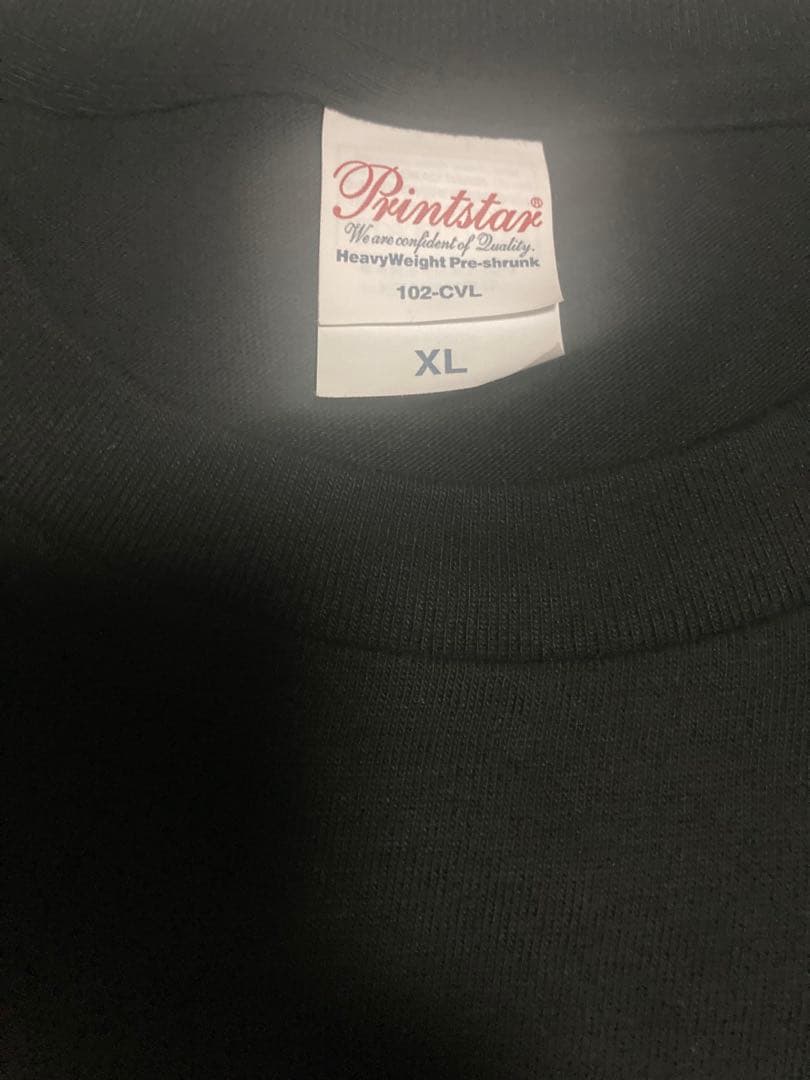 Printstar®
We are confident of Quality.
HeavyWeight Pre-shrunk
102-CVL
XL